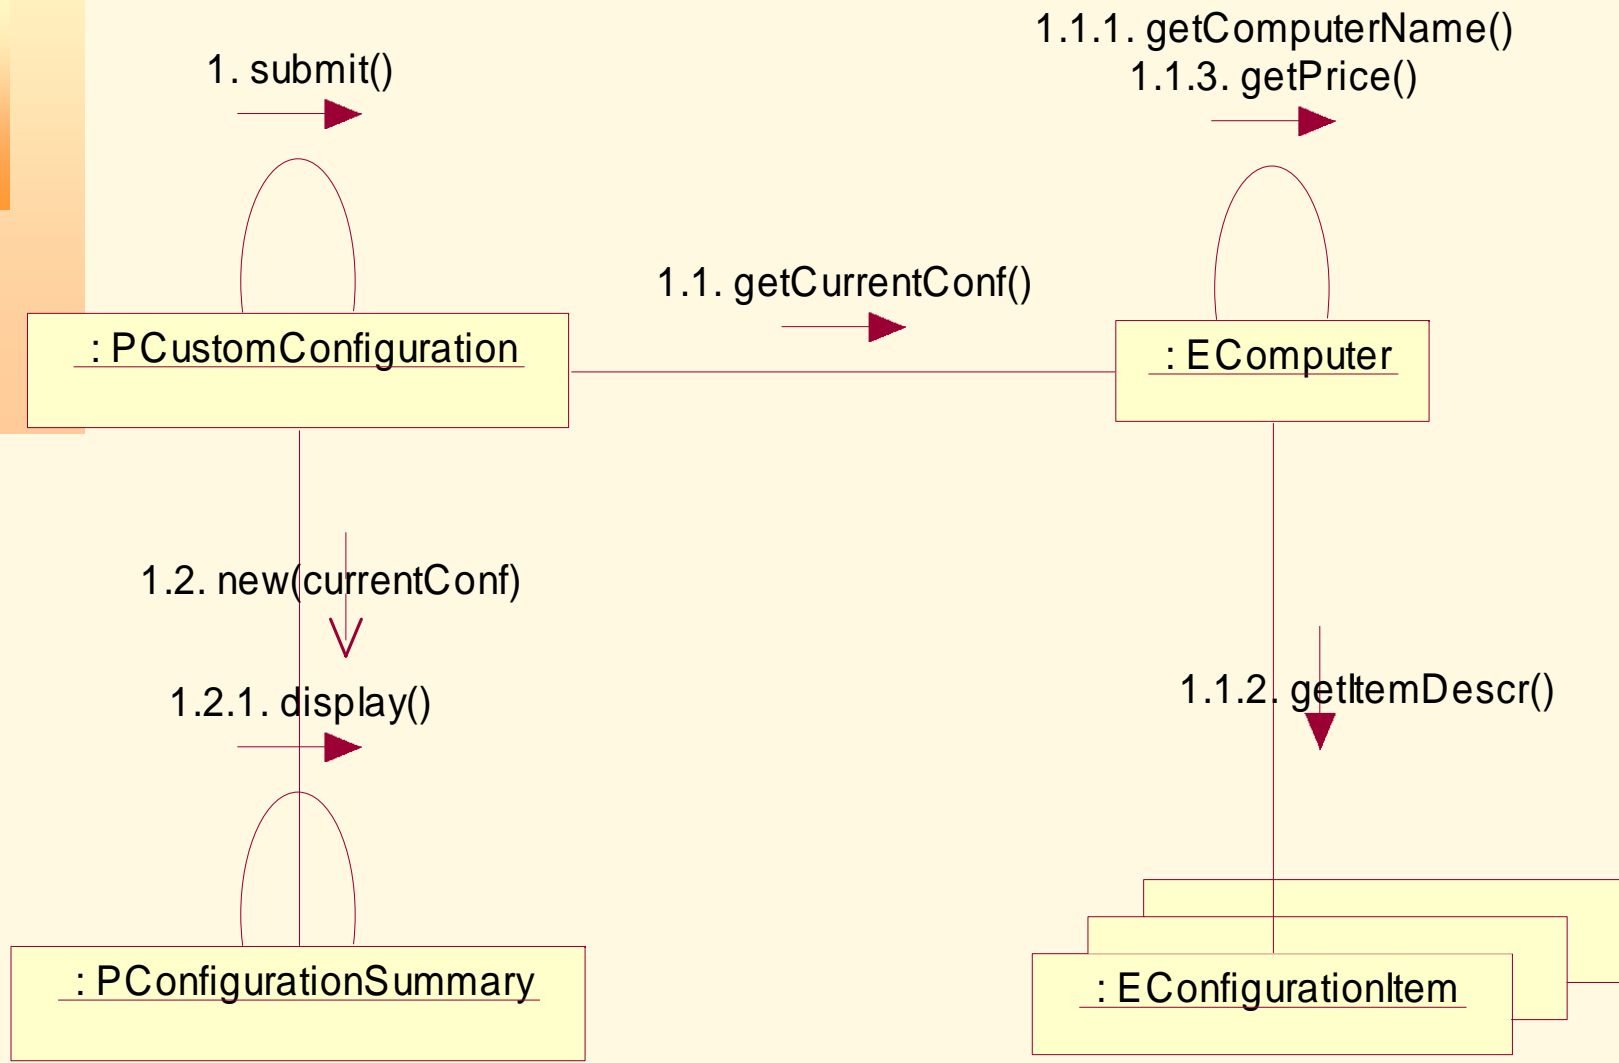 1. submit()
1.1.1. getComputerName()
1.1.3. getPrice()
1.1. getCurrentConf()
: PCustomConfiguration
: EComputer
1.2. new(currentConf)
1.2.1. display()
1.1.2. getItemDescr()
: PConfigurationSummary
: EConfigurationItem